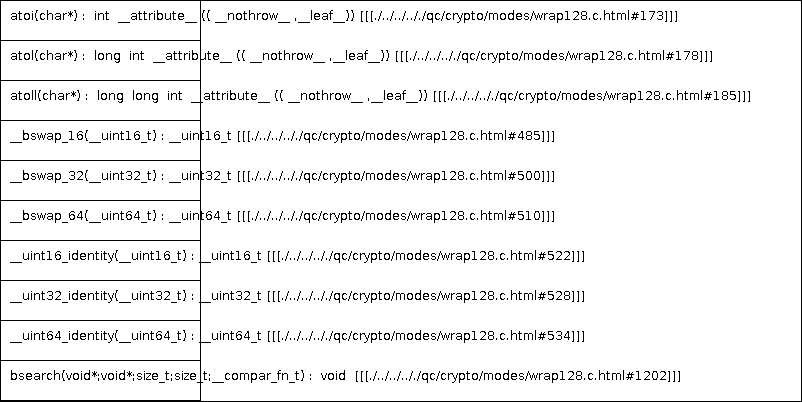 atoi(char*) : int __attribute__ (( __nothrow__ ,__leaf__)) [[[./../../../qc/crypto/modes/wrap128.c.html#173]]]
atol(char*) : long int __attribute__ (( __nothrow__ ,__leaf__)) [[[./../../../qc/crypto/modes/wrap128.c.html#178]]]
atoll(char*) : long long int __attribute__ (( __nothrow__ ,__leaf__)) [[[./../../../qc/crypto/modes/wrap128.c.html#185]]]
__bswap_16(__uint16_t) : __uint16_t [[[./../../../qc/crypto/modes/wrap128.c.html#485]]]
__bswap_32(__uint32_t) : __uint32_t [[[./../../../qc/crypto/modes/wrap128.c.html#500]]]
__bswap_64(__uint64_t) : __uint64_t [[[./../../../qc/crypto/modes/wrap128.c.html#510]]]
__uint16_identity(__uint16_t) : __uint16_t [[[./../../../qc/crypto/modes/wrap128.c.html#522]]]
__uint32_identity(__uint32_t) : __uint32_t [[[./../../../qc/crypto/modes/wrap128.c.html#528]]]
__uint64_identity(__uint64_t) : __uint64_t [[[./../../../qc/crypto/modes/wrap128.c.html#534]]]
bsearch(void*;void*;size_t;size_t;__compar_fn_t) : void [[[./../../../qc/crypto/modes/wrap128.c.html#1202]]]